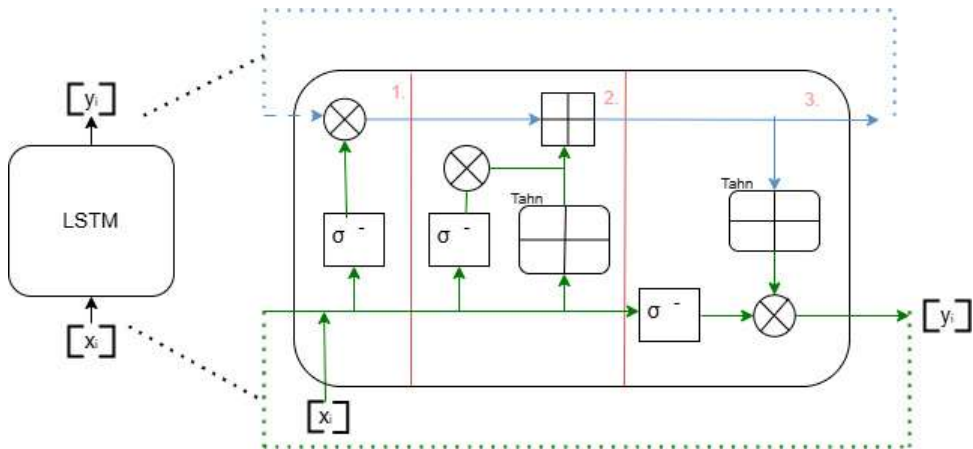 [yᵢ]
LSTM
[xᵢ]
1.
2.
3.
σ -
σ -
Tahn
Tahn
σ -
[yᵢ]
[xᵢ]